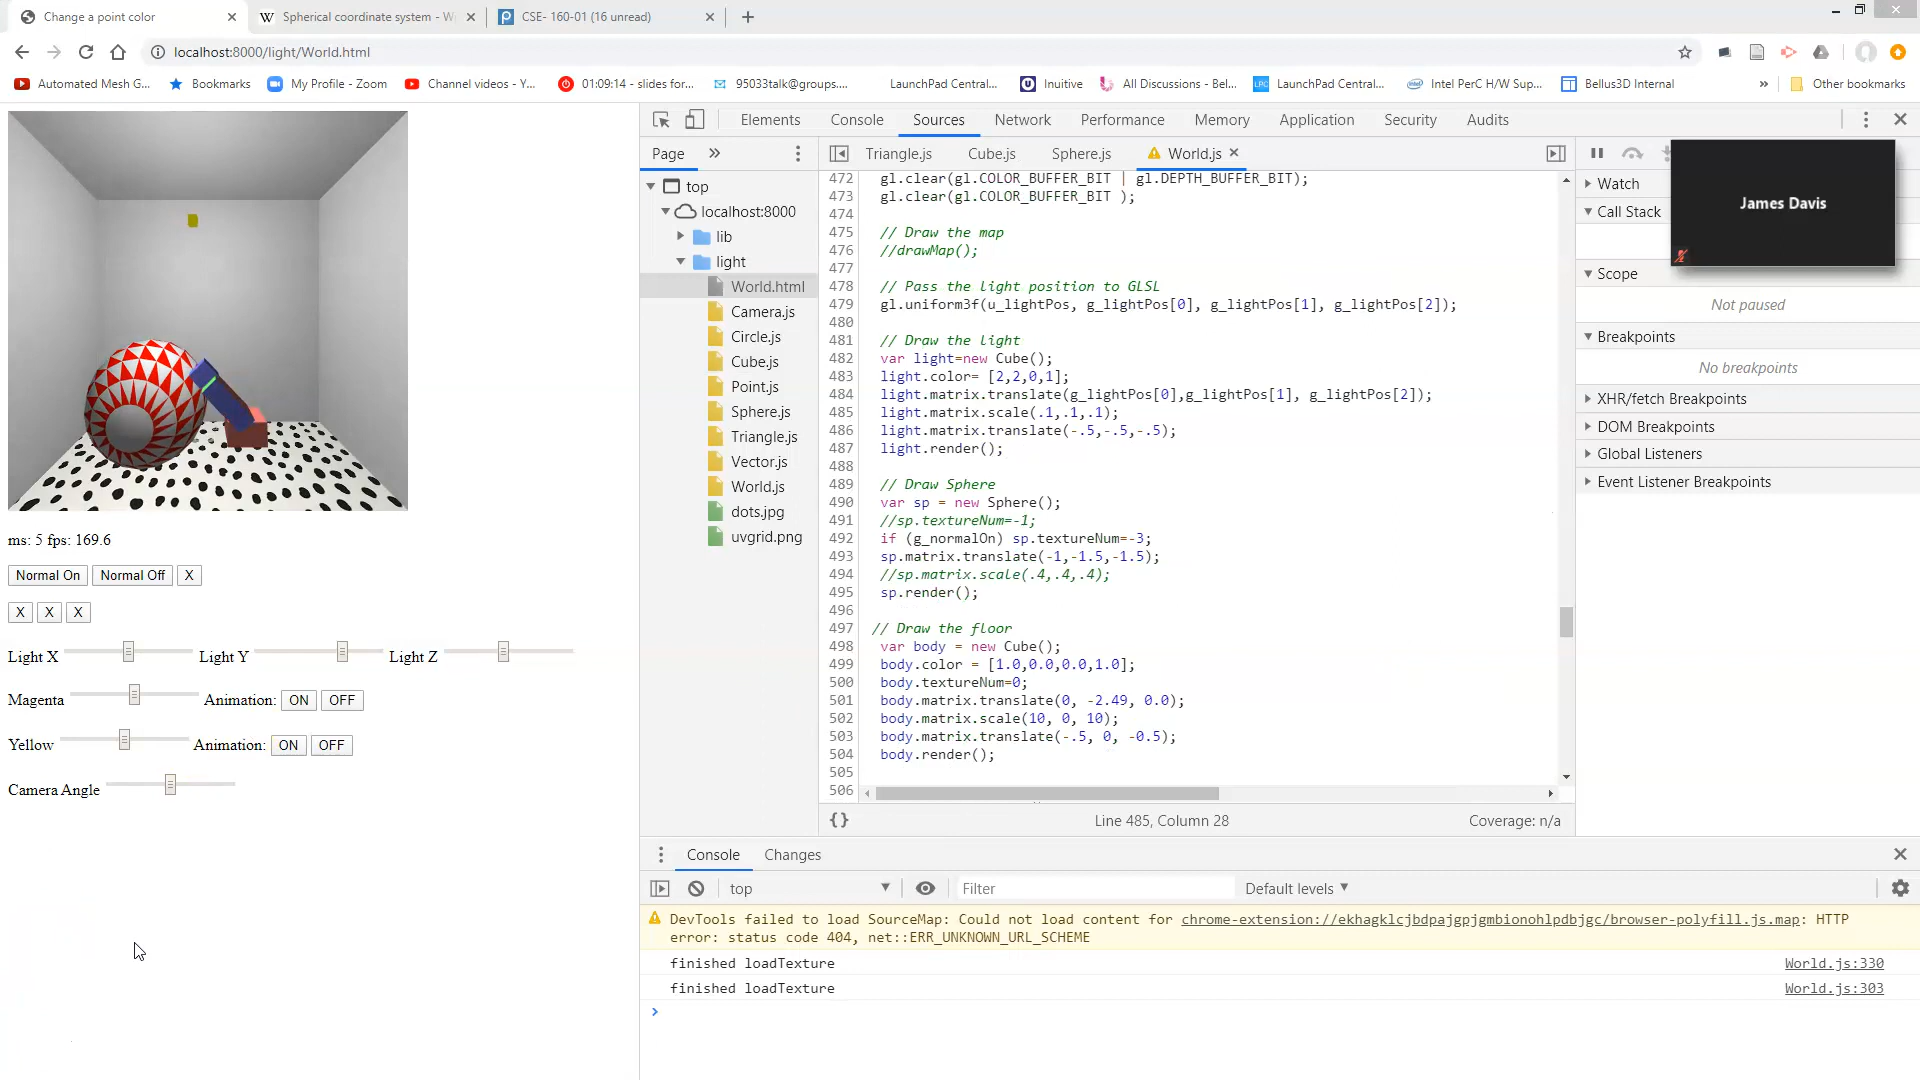 Change a point color
Spherical coordinate system - W
CSE- 160-01 (16 unread)
localhost:8000/light/World.html
Automated Mesh G...
Bookmarks
My Profile - Zoom
Channel videos - Y...
01:09:14 - slides for...
95033talk@groups....
LaunchPad Central...
Inuitive
All Discussions - Bel...
LaunchPad Central...
Intel PerC H/W Sup...
Bellus3D Internal
»
Other bookmarks
Elements Console Sources Network Performance Memory Application Security Audits
Page »
Triangle.js Cube.js Sphere.js World.js
top
localhost:8000
lib
light
World.html
Camera.js
Circle.js
Cube.js
Point.js
Sphere.js
Triangle.js
Vector.js
World.js
dots.jpg
uvgrid.png
472 gl.clear(gl.COLOR_BUFFER_BIT | gl.DEPTH_BUFFER_BIT);
473 gl.clear(gl.COLOR_BUFFER_BIT );
474
475 // Draw the map
476 //drawMap();
477
478 // Pass the light position to GLSL
479 gl.uniform3f(u_lightPos, g_lightPos[0], g_lightPos[1], g_lightPos[2]);
480
481 // Draw the light
482 var light=new Cube();
483 light.color= [2,2,0,1];
484 light.matrix.translate(g_lightPos[0],g_lightPos[1], g_lightPos[2]);
485 light.matrix.scale(.1,.1,.1);
486 light.matrix.translate(-.5,-.5,-.5);
487 light.render();
488
489 // Draw Sphere
490 var sp = new Sphere();
491 //sp.textureNum=-1;
492 if (g_normalOn) sp.textureNum=-3;
493 sp.matrix.translate(-1,-1.5,-1.5);
494 //sp.matrix.scale(.4,.4,.4);
495 sp.render();
496
497 // Draw the floor
498 var body = new Cube();
499 body.color = [1.0,0.0,0.0,1.0];
500 body.textureNum=0;
501 body.matrix.translate(0, -2.49, 0.0);
502 body.matrix.scale(10, 0, 10);
503 body.matrix.translate(-.5, 0, -0.5);
504 body.render();
505
506
{} Line 485, Column 28 Coverage: n/a
Watch
Call Stack
Scope
Not paused
Breakpoints
No breakpoints
XHR/fetch Breakpoints
DOM Breakpoints
Global Listeners
Event Listener Breakpoints
James Davis
ms: 5 fps: 169.6
Normal On Normal Off X
X X X
Light X Light Y Light Z
Magenta Animation: ON OFF
Yellow Animation: ON OFF
Camera Angle
Console Changes
top Filter Default levels
DevTools failed to load SourceMap: Could not load content for chrome-extension://ekhagklcjbdpajgpjgmbionohlpdbjgc/browser-polyfill.js.map: HTTP
error: status code 404, net::ERR_UNKNOWN_URL_SCHEME
finished loadTexture World.js:330
finished loadTexture World.js:303